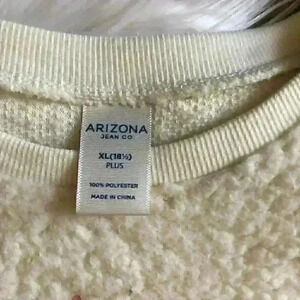 ARIZONA
JEAN CO.
XL(18½)
PLUS
100% POLYESTER
MADE IN CHINA